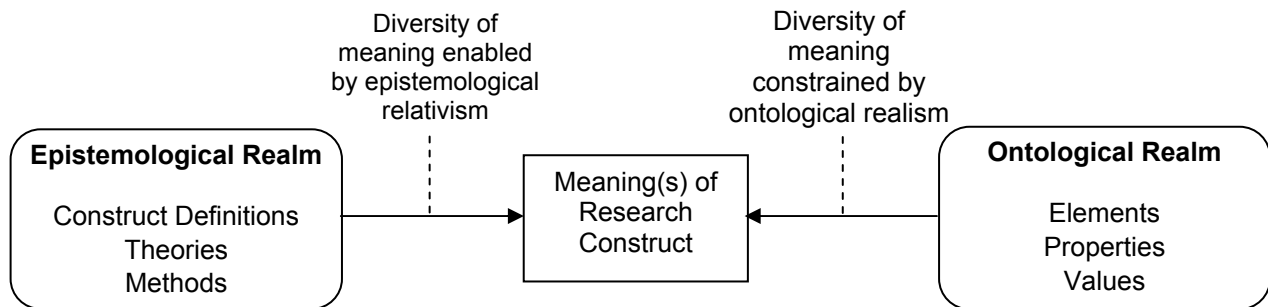 Diversity of
meaning enabled
by epistemological
relativism
Diversity of
meaning
constrained by
ontological realism
Epistemological Realm
Construct Definitions
Theories
Methods
Meaning(s) of
Research
Construct
Ontological Realm
Elements
Properties
Values